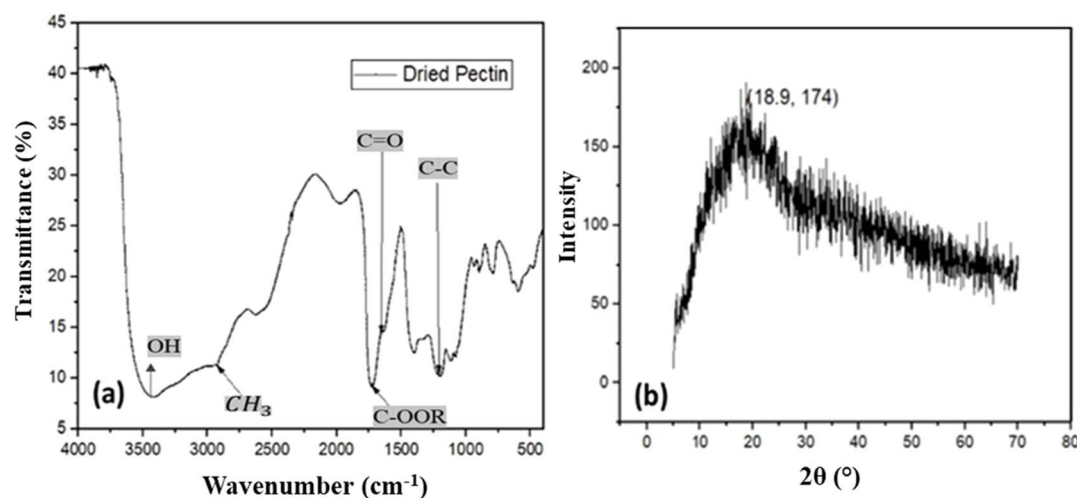 45
40
35
30
25
20
15
10
5
Transmittance (%)
Dried Pectin
C=O
C-C
OH
CH₃
C-OOR
(a)
4000 3500 3000 2500 2000 1500 1000 500
Wavenumber (cm⁻¹)
200
150
100
50
0
Intensity
(18.9, 174)
(b)
0 10 20 30 40 50 60 70 80
2θ (°)